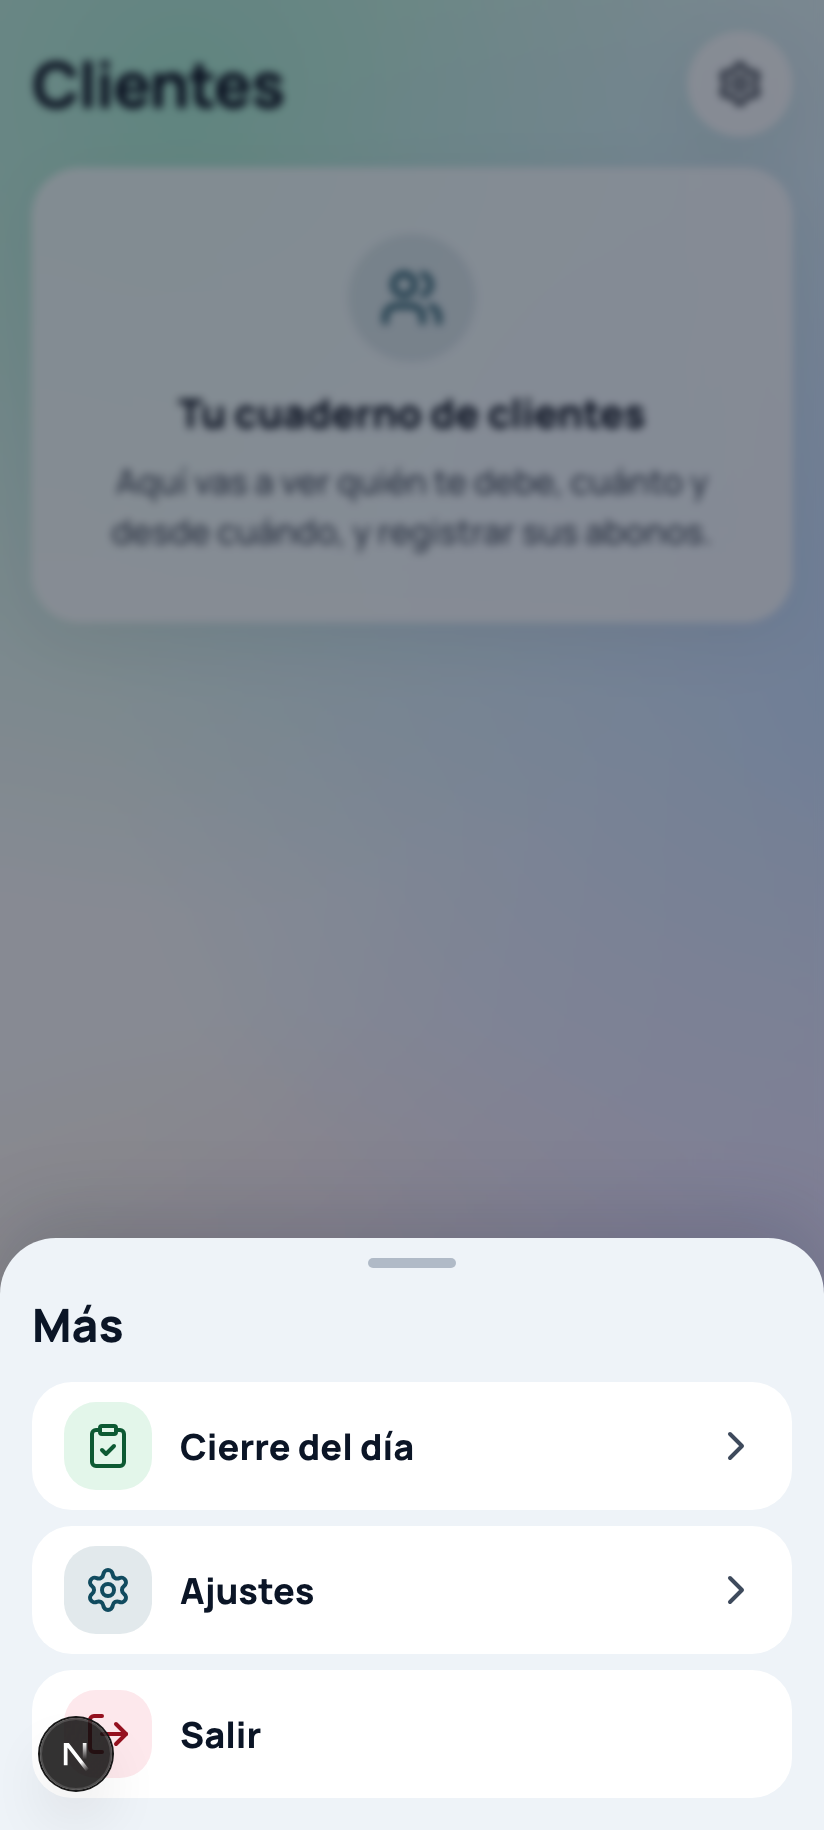 Clientes
Tu cuaderno de clientes
Aquí vas a ver quién te debe, cuánto y
desde cuándo, y registrar sus abonos.
Más
Cierre del día
Ajustes
Salir
N